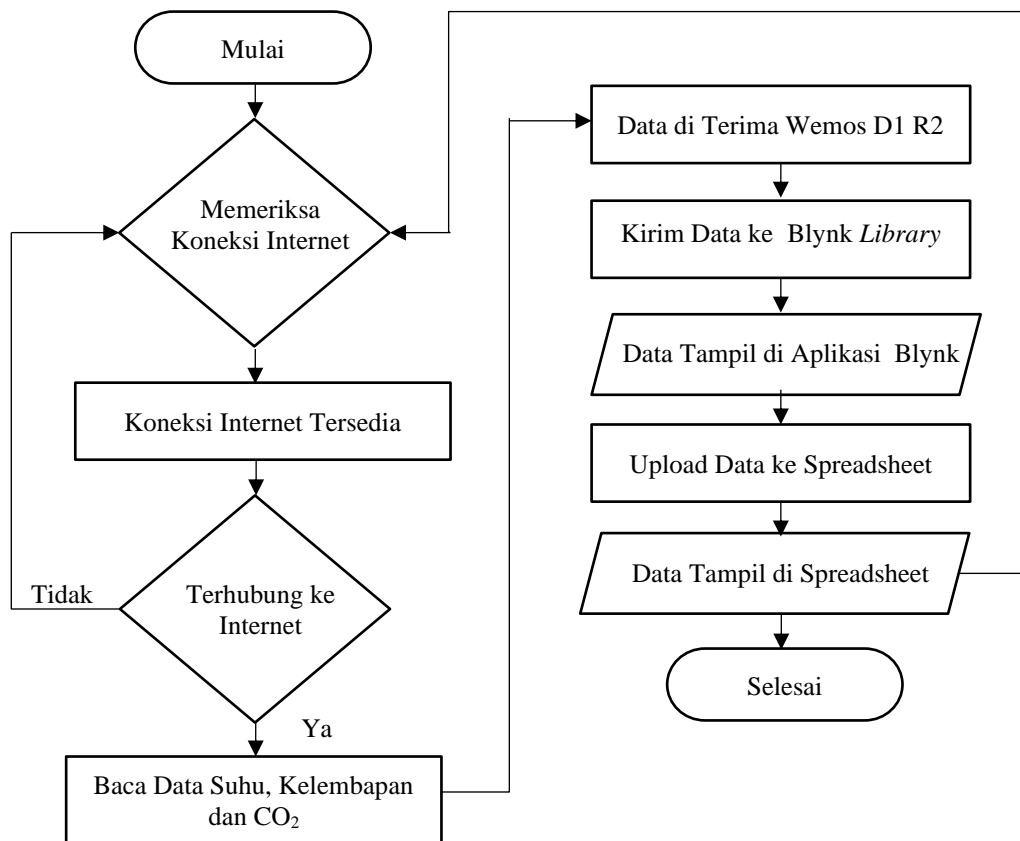 Mulai
Memeriksa
Koneksi Internet
Koneksi Internet Tersedia
Terhubung ke
Internet
Tidak
Ya
Baca Data Suhu, Kelembapan
dan CO₂
Data di Terima Wemos D1 R2
Kirim Data ke Blynk Library
Data Tampil di Aplikasi Blynk
Upload Data ke Spreadsheet
Data Tampil di Spreadsheet
Selesai